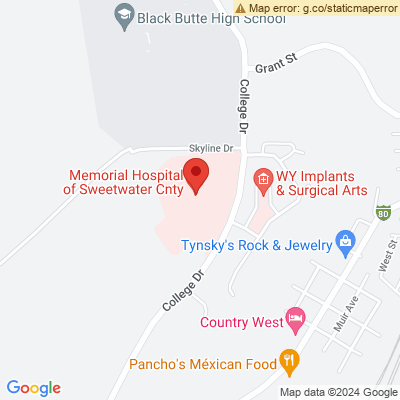 Map error: g.co/staticmaperror
Black Butte High School
Grant St
College Dr
Skyline Dr
Memorial Hospital
of Sweetwater Cnty
WY Implants
& Surgical Arts
80
Tynsky's Rock & Jewelry
West St
College Dr
Muir Ave
Country West
Pancho's Méxican Food
Google
Map data ©2024 Google